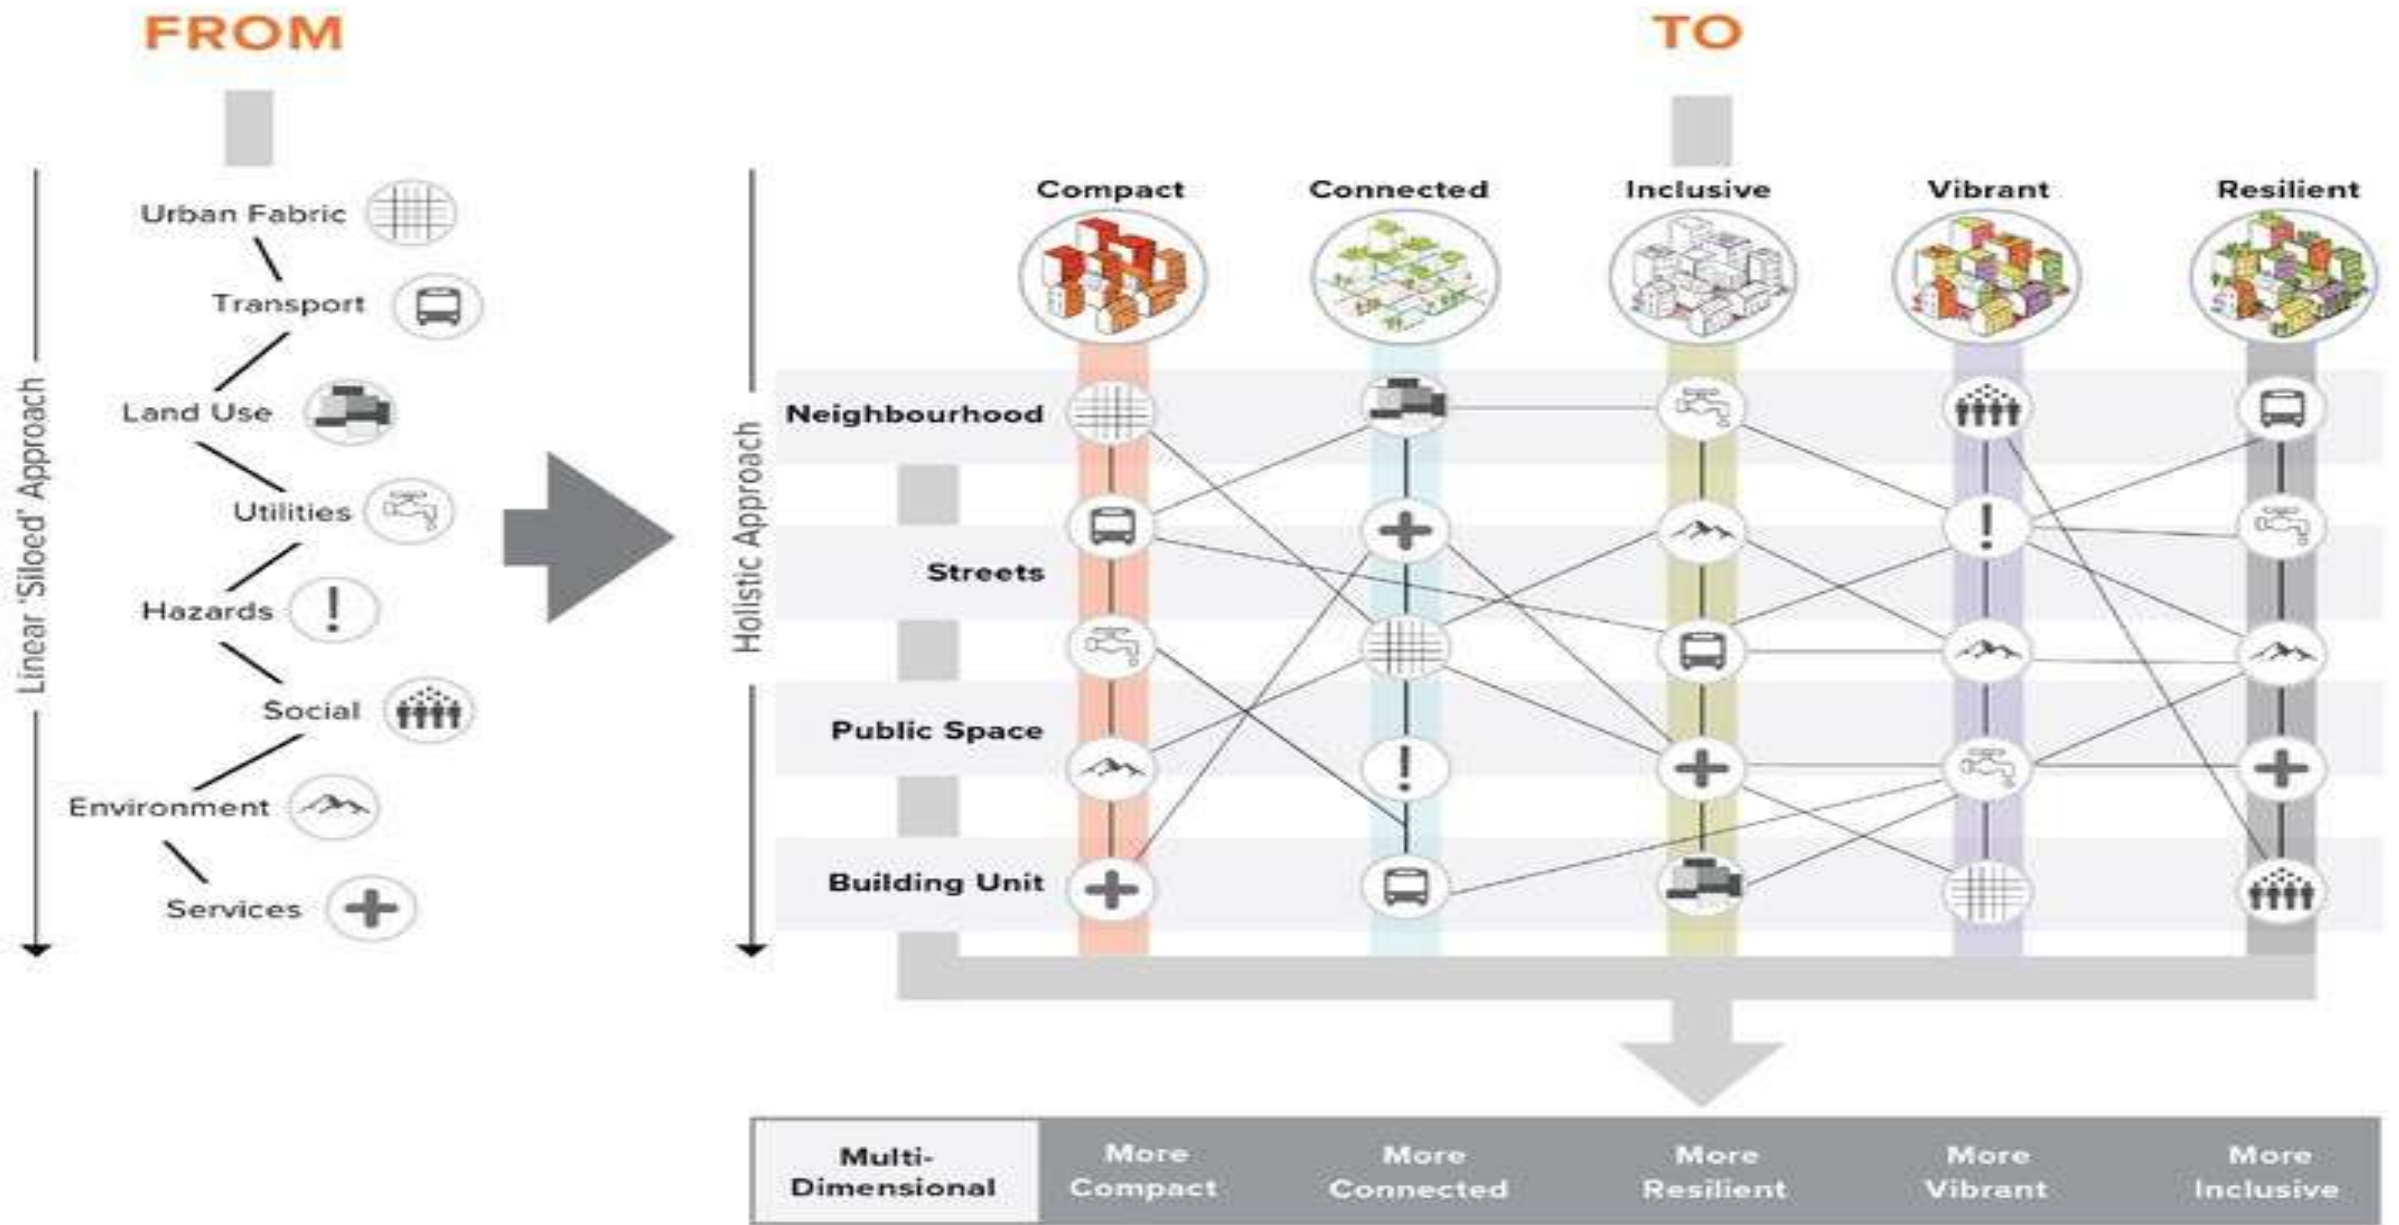 FROM
TO
Linear 'Siloed' Approach
Urban Fabric
Transport
Land Use
Utilities
Hazards
Social
Environment
Services
Holistic Approach
Compact
Connected
Inclusive
Vibrant
Resilient
Neighbourhood
Streets
Public Space
Building Unit
Multi-
Dimensional
More
Compact
More
Connected
More
Resilient
More
Vibrant
More
Inclusive